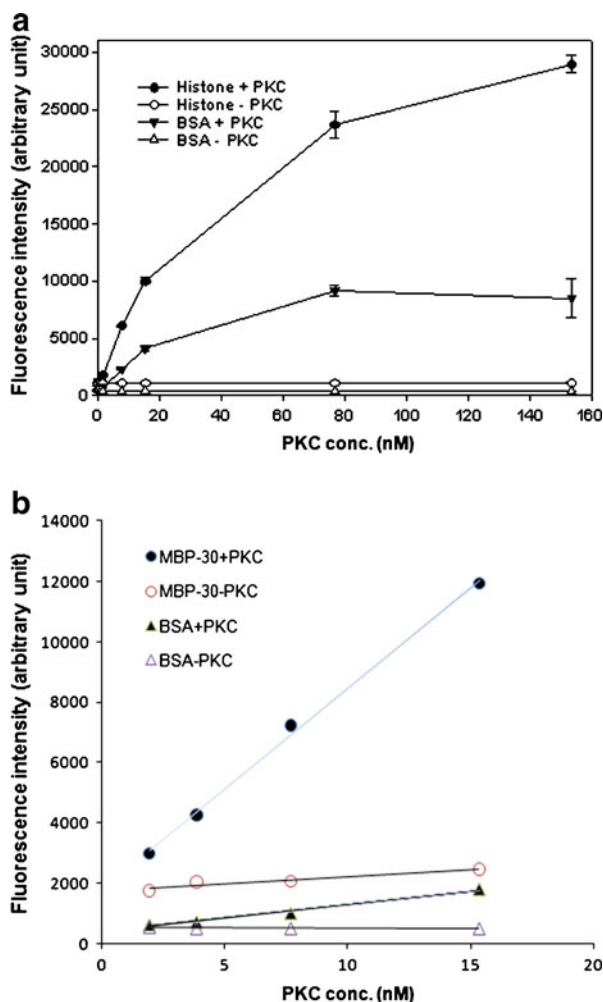 a
Fluorescence intensity (arbitrary unit)
30000
25000
20000
15000
10000
5000
0
Histone + PKC
Histone - PKC
BSA + PKC
BSA - PKC
0 20 40 60 80 100 120 140 160
PKC conc. (nM)
b
Fluorescence intensity (arbitrary unit)
14000
12000
10000
8000
6000
4000
2000
0
MBP-30+PKC
MBP-30-PKC
BSA+PKC
BSA-PKC
0 5 10 15 20
PKC conc. (nM)